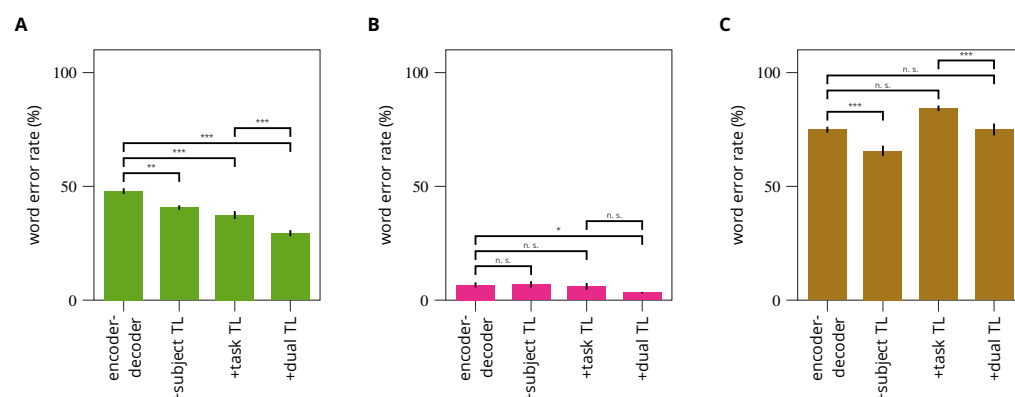 A
word error rate (%)
100
50
0
***
***
***
**
encoder-
decoder
-subject TL
+task TL
+dual TL
B
word error rate (%)
100
50
0
n. s.
*
n. s.
n. s.
encoder-
decoder
-subject TL
+task TL
+dual TL
C
word error rate (%)
100
50
0
***
n. s.
n. s.
***
encoder-
decoder
-subject TL
+task TL
+dual TL